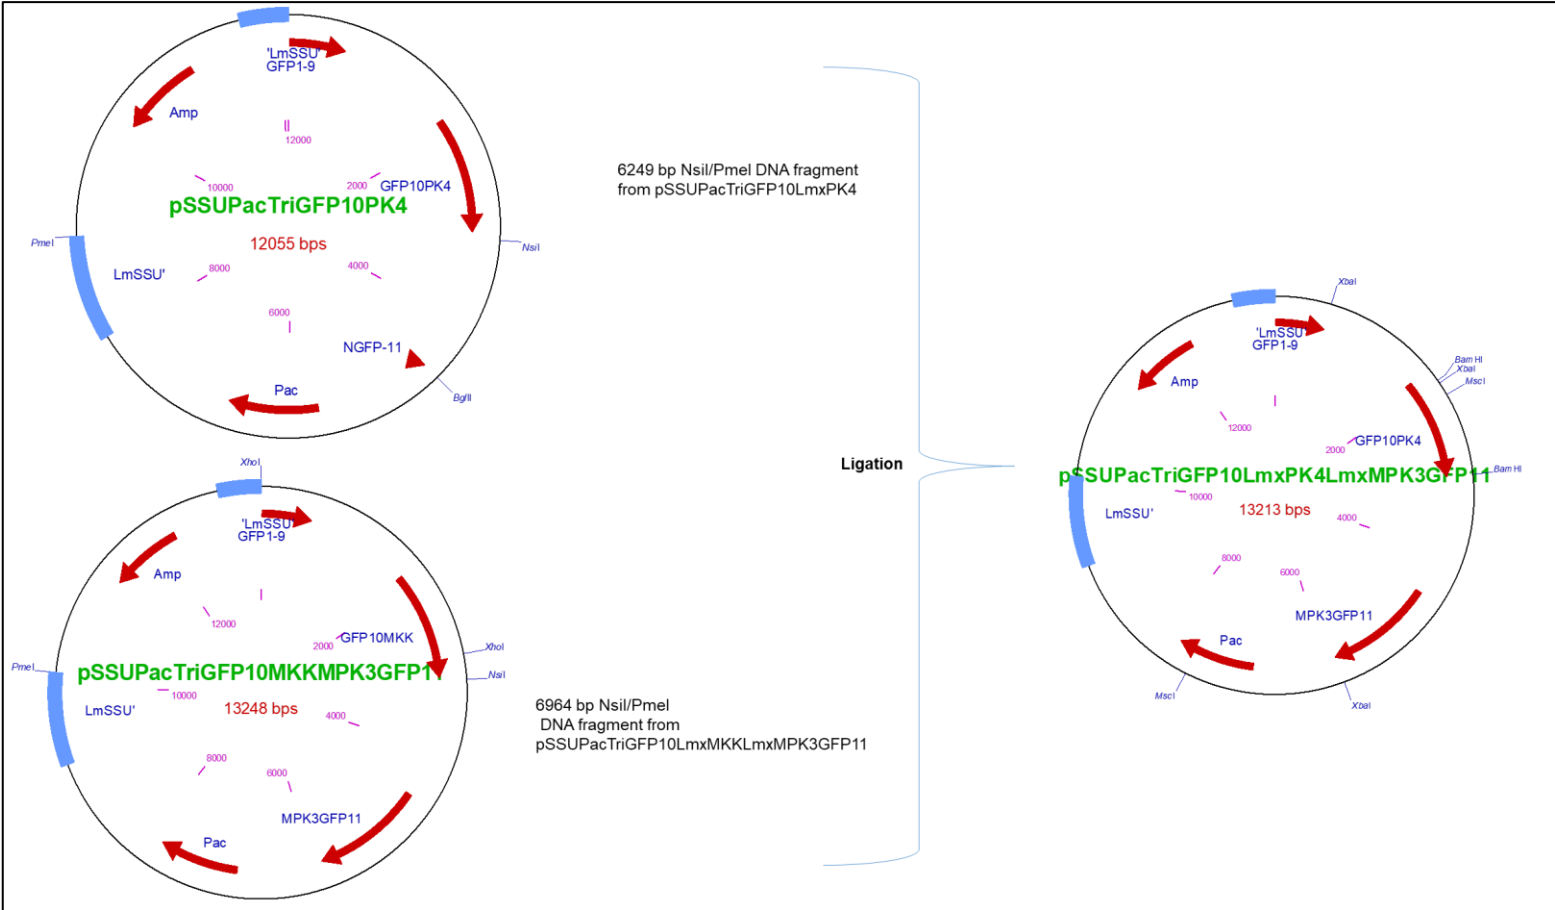 'LmSSU'
GFP1-9
Amp
12000
10000
2000
GFP10PK4
pSSUPacTriGFP10PK4
12055 bps
PmeI
NsiI
LmSSU'
8000
4000
6000
NGFP-11
BglII
Pac
6249 bp NsiI/PmeI DNA fragment
from pSSUPacTriGFP10LmxPK4
XhoI
'LmSSU'
GFP1-9
Amp
12000
2000
GFP10MKK
XhoI
PmeI
pSSUPacTriGFP10MKKMPK3GFP11
NsiI
10000
LmSSU'
13248 bps
4000
8000
6000
MPK3GFP11
Pac
6964 bp NsiI/PmeI
DNA fragment from
pSSUPacTriGFP10LmxMKKLmxMPK3GFP11
Ligation
XbaI
'LmSSU'
GFP1-9
BamHI
XbaI
MscI
Amp
12000
2000
GFP10PK4
BamHI
pSSUPacTriGFP10LmxPK4LmxMPK3GFP11
10000
LmSSU'
13213 bps
4000
8000
6000
MPK3GFP11
Pac
MscI
XbaI